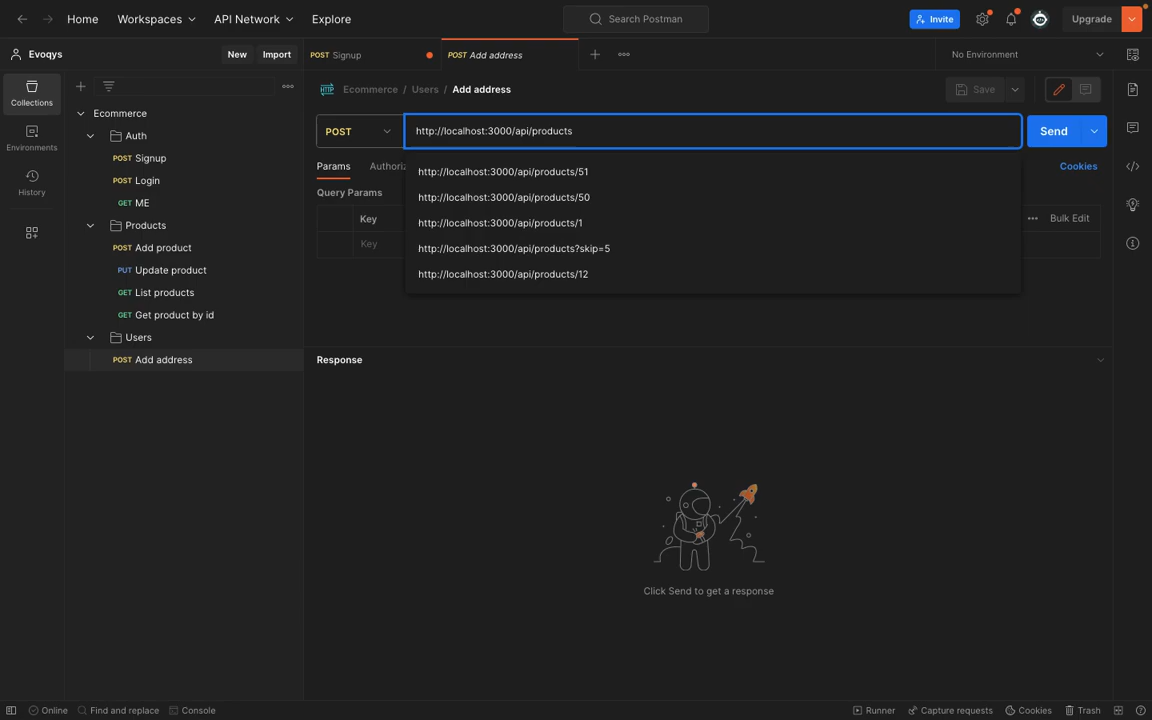 Home
Workspaces
API Network
Explore
Search Postman
Invite
Upgrade
Evoqys
New
Import
POST Signup
POST Add address
No Environment
Collections
Environments
History
Ecommerce
Auth
POST Signup
POST Login
GET ME
Products
POST Add product
PUT Update product
GET List products
GET Get product by id
Users
POST Add address
HTTP
Ecommerce / Users / Add address
Save
POST
http://localhost:3000/api/products
Send
Params
Authoriz
Cookies
http://localhost:3000/api/products/51
http://localhost:3000/api/products/50
http://localhost:3000/api/products/1
http://localhost:3000/api/products?skip=5
http://localhost:3000/api/products/12
Query Params
Key
Bulk Edit
Key
Response
Click Send to get a response
Online
Find and replace
Console
Runner
Capture requests
Cookies
Trash